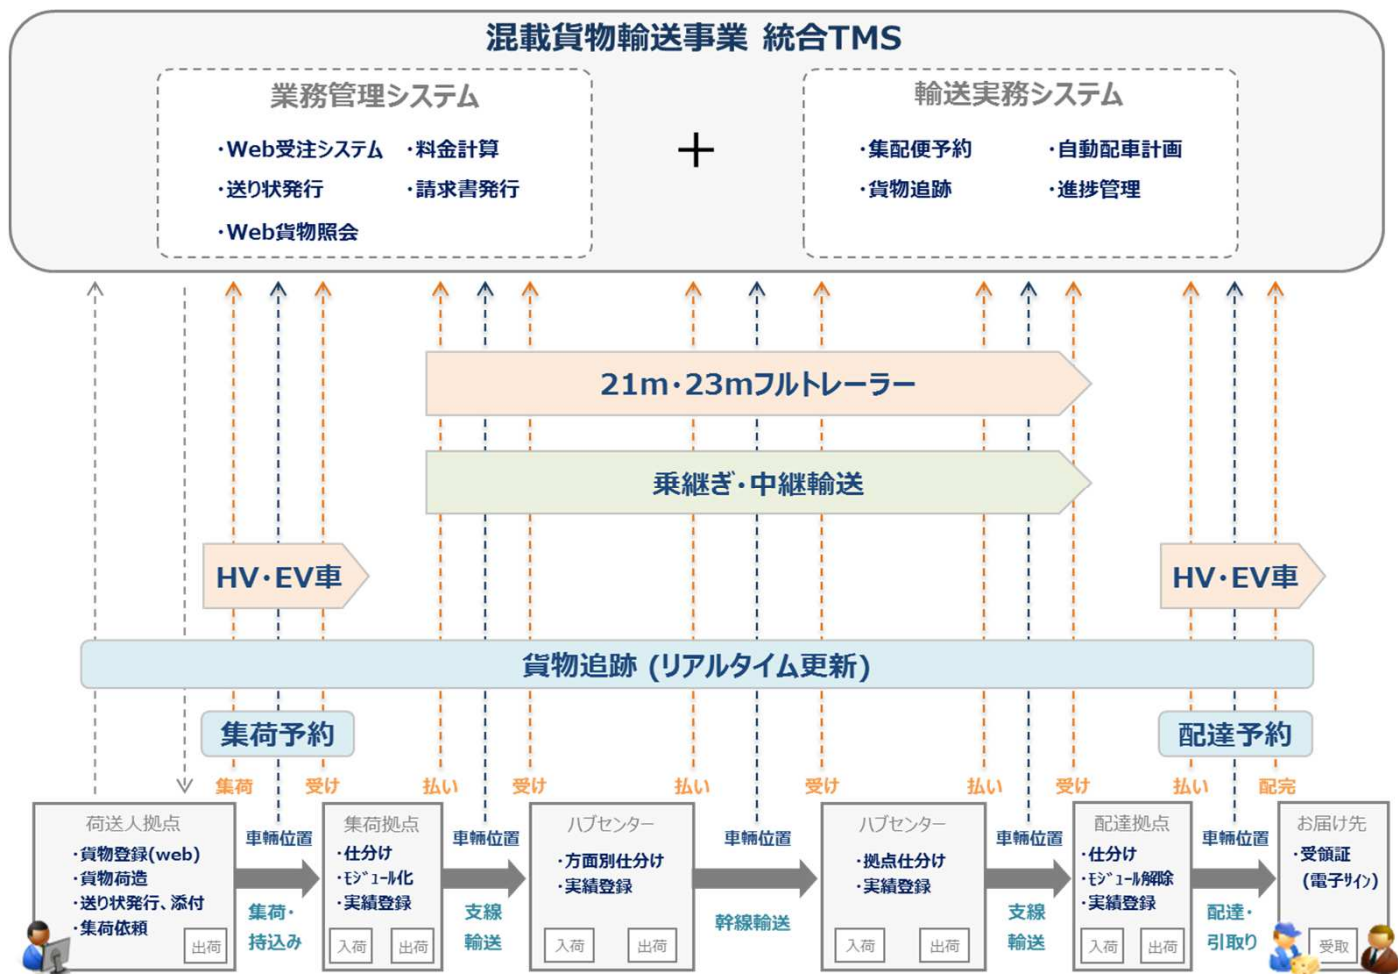 混載貨物輸送事業 統合TMS
業務管理システム
・Web受注システム ・料金計算
・送り状発行 ・請求書発行
・Web貨物照会
＋
輸送実務システム
・集配便予約 ・自動配車計画
・貨物追跡 ・進捗管理
21m・23mフルトレーラー
乗継ぎ・中継輸送
HV・EV車
HV・EV車
貨物追跡 (リアルタイム更新)
集荷予約
配達予約
集荷 受け 払い 受け 払い 受け 払い 受け 払い 配完
荷送人拠点
・貨物登録(web)
・貨物荷造
・送り状発行、添付
・集荷依頼
出荷
車輌位置
集荷・
持込み
集荷拠点
・仕分け
・ﾓｼﾞｭｰﾙ化
・実績登録
入荷 出荷
車輌位置
支線
輸送
ハブセンター
・方面別仕分け
・実績登録
入荷 出荷
車輌位置
幹線輸送
ハブセンター
・拠点仕分け
・実績登録
入荷 出荷
車輌位置
支線
輸送
配達拠点
・仕分け
・ﾓｼﾞｭｰﾙ解除
・実績登録
入荷 出荷
車輌位置
配達・
引取り
お届け先
・受領証
(電子ｻｲﾝ)
受取